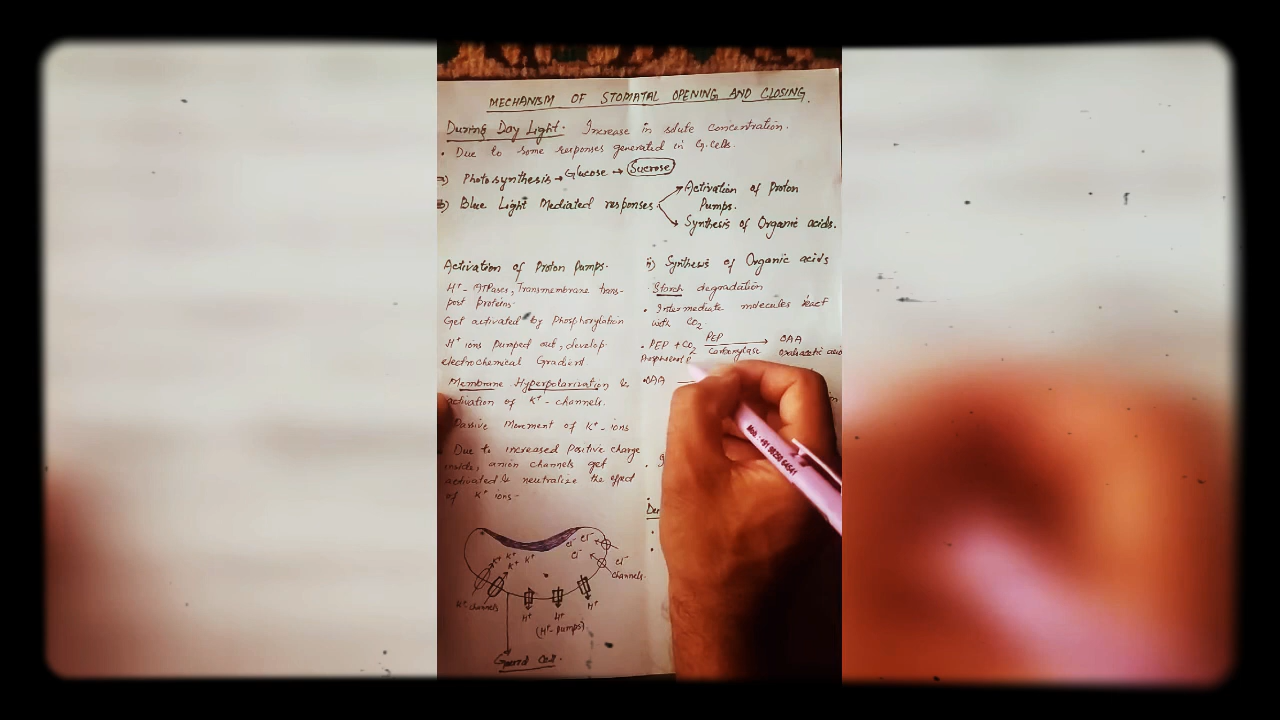 MECHANISM OF STOMATAL OPENING AND CLOSING.
During Day Light. Increase in solute concentration.
• Due to some responses generated in G.cells.
a) Photosynthesis → Glucose → Sucrose
b) Blue Light Mediated responses
Activation of Proton
Pumps.
Synthesis of Organic acids.
Activation of Proton Pumps.
H⁺- ATPases, Transmembrane trans-
port proteins.
Get activated by Phosphorylation
H⁺ ions pumped out, develop
electrochemical Gradient
Membrane Hyperpolarization &
activation of K⁺- channels.
Passive Movement of K⁺- ions
Due to increased positive charge
inside, anion channels get
activated & neutralize the effect
of K⁺ ions-
ii) Synthesis of Organic acids
Starch degradation
• Intermediate molecules react
with CO₂
• PEP + CO₂ PEP Carboxylase → OAA
Oxaloacetic acid
• OAA
K⁺ K⁺ K⁺ K⁺
Cl⁻ Cl⁻ Cl⁻
Cl⁻
channels.
K⁺ channels
H⁺ H⁺ H⁺
(H⁺- Pumps)
Guard Cell.